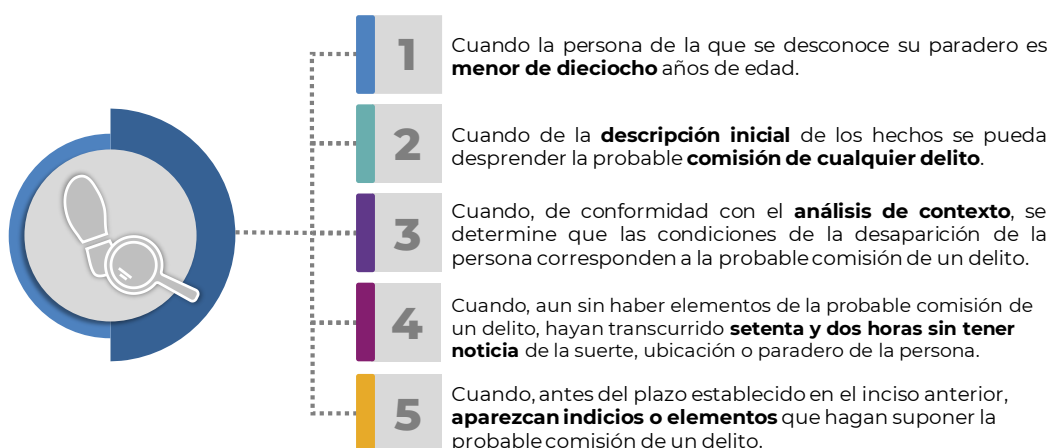 1
Cuando la persona de la que se desconoce su paradero es
menor de dieciocho años de edad.
2
Cuando de la descripción inicial de los hechos se pueda
desprender la probable comisión de cualquier delito.
3
Cuando, de conformidad con el análisis de contexto, se
determine que las condiciones de la desaparición de la
persona corresponden a la probable comisión de un delito.
4
Cuando, aun sin haber elementos de la probable comisión de
un delito, hayan transcurrido setenta y dos horas sin tener
noticia de la suerte, ubicación o paradero de la persona.
5
Cuando, antes del plazo establecido en el inciso anterior,
aparezcan indicios o elementos que hagan suponer la
probable comisión de un delito.